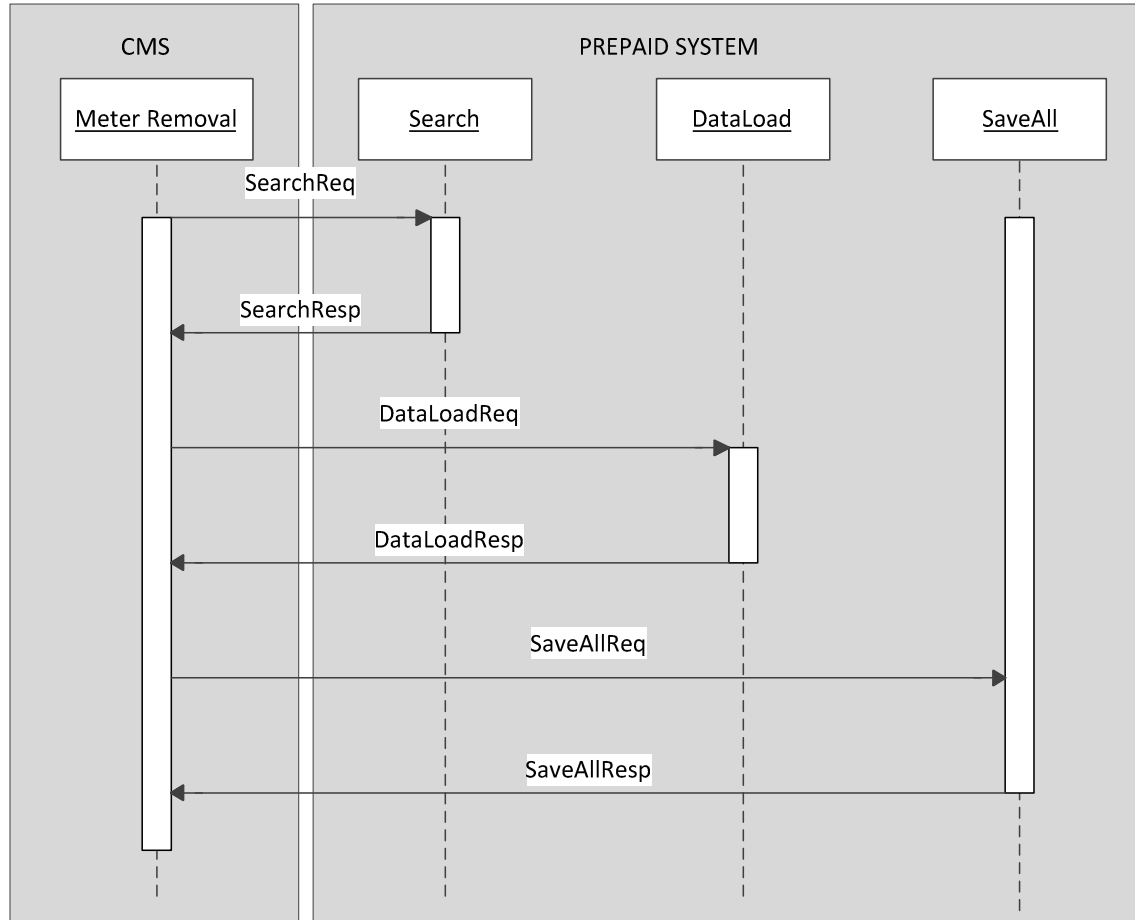 CMS
PREPAID SYSTEM
Meter Removal
Search
DataLoad
SaveAll
SearchReq
SearchResp
DataLoadReq
DataLoadResp
SaveAllReq
SaveAllResp